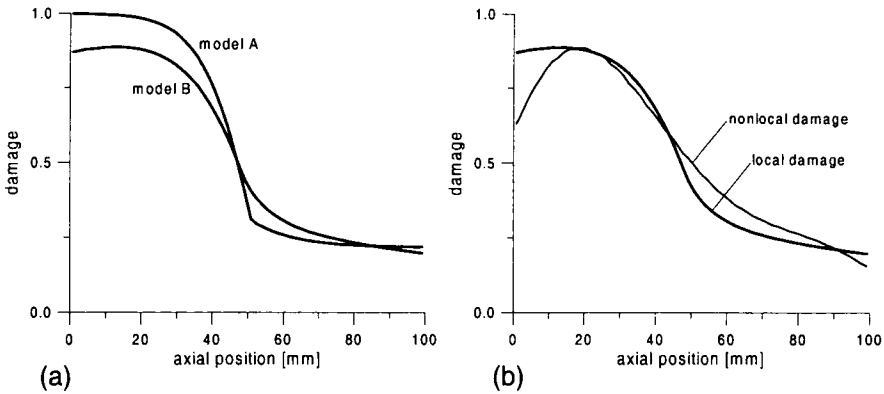 1.0
0.5
0.0
damage
model A
model B
0 20 40 60 80 100
axial position [mm]
(a)
1.0
0.5
0.0
damage
nonlocal damage
local damage
0 20 40 60 80 100
axial position [mm]
(b)